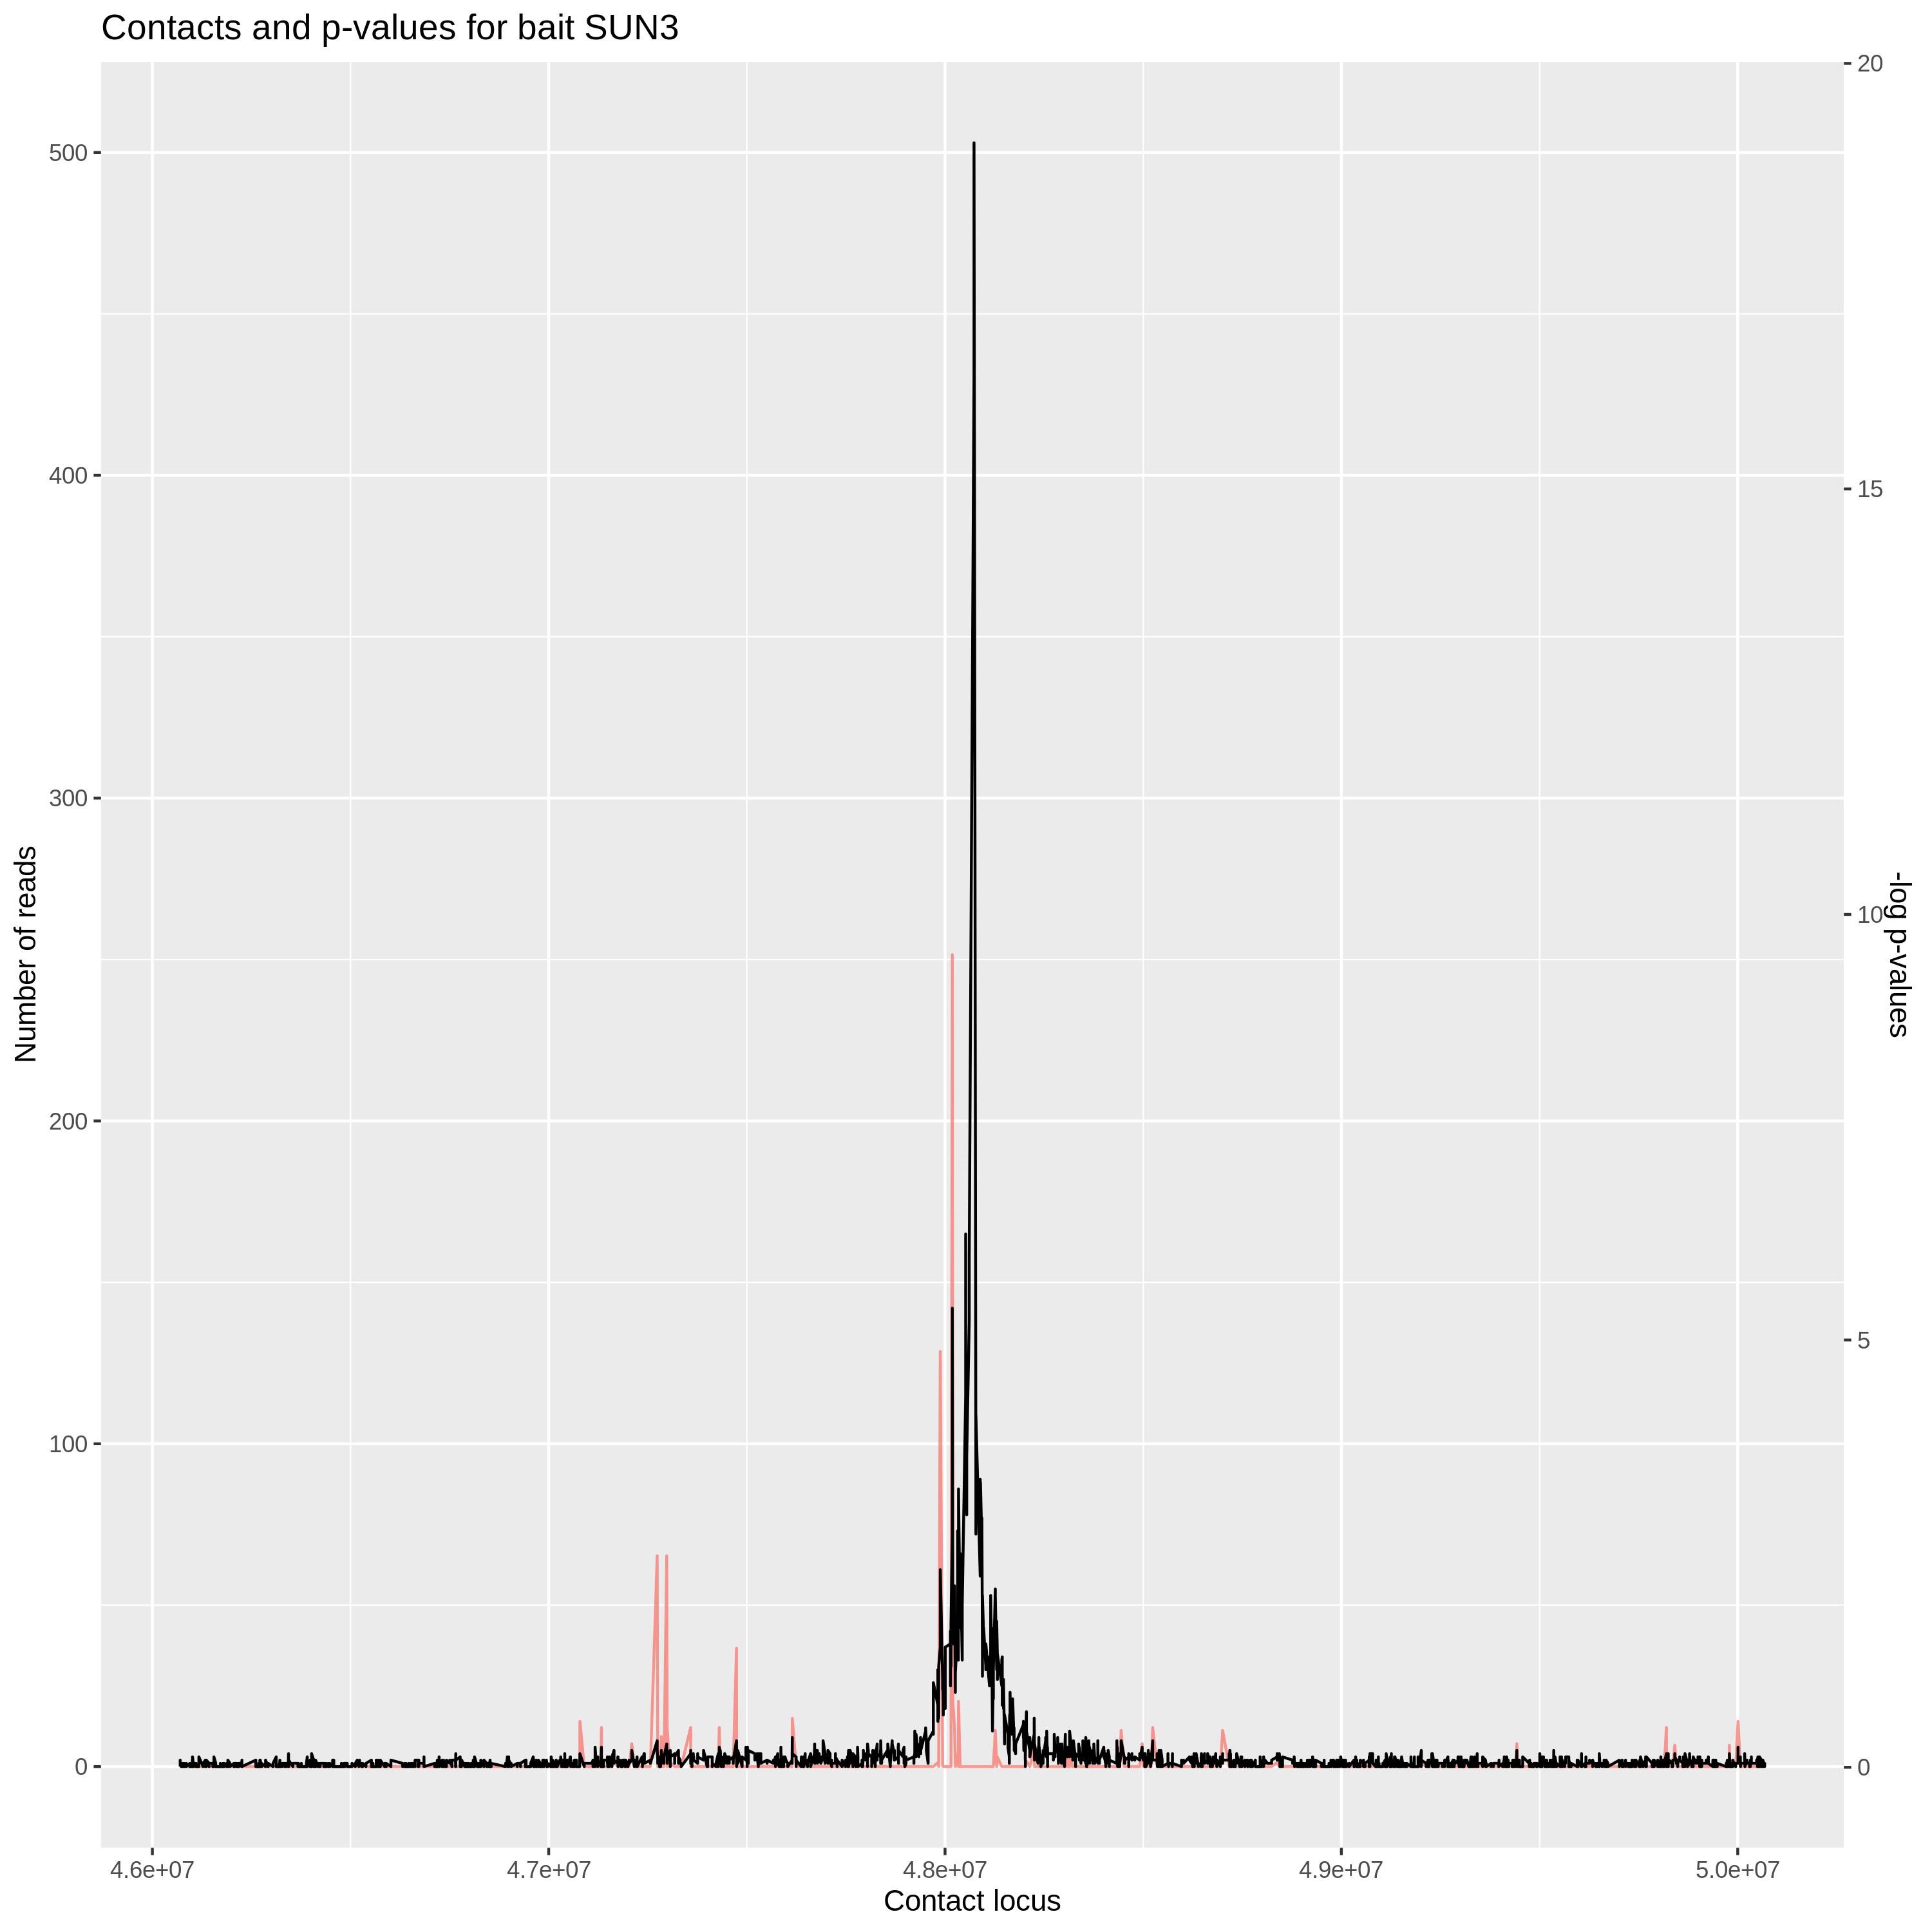 Contacts and p-values for bait SUN3
500
400
300
200
100
0
Number of reads
20
15
10
5
0
-log p-values
4.6e+07
4.7e+07
4.8e+07
4.9e+07
5.0e+07
Contact locus